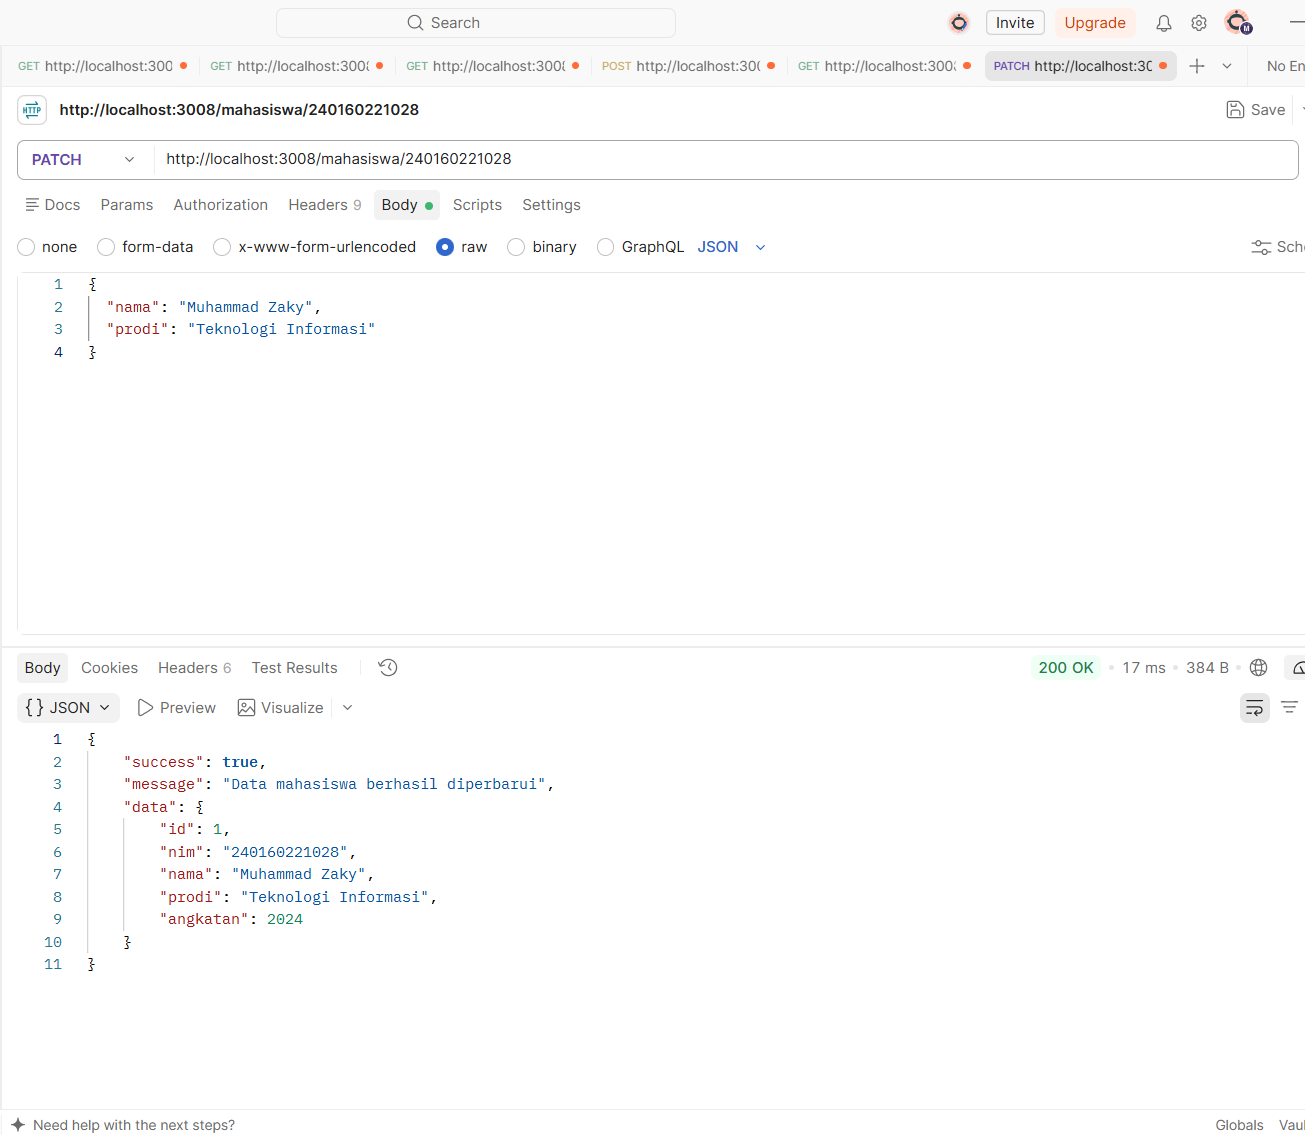 Search
Invite
Upgrade
GET http://localhost:300
GET http://localhost:300
GET http://localhost:300
POST http://localhost:300
GET http://localhost:300
PATCH http://localhost:30
No En
HTTP
http://localhost:3008/mahasiswa/240160221028
Save
PATCH
http://localhost:3008/mahasiswa/240160221028
Docs
Params
Authorization
Headers 9
Body
Scripts
Settings
none
form-data
x-www-form-urlencoded
raw
binary
GraphQL
JSON
Sche
1 {
2 "nama": "Muhammad Zaky",
3 "prodi": "Teknologi Informasi"
4 }
Body
Cookies
Headers 6
Test Results
200 OK
17 ms
384 B
{} JSON
Preview
Visualize
1 {
2 "success": true,
3 "message": "Data mahasiswa berhasil diperbarui",
4 "data": {
5 "id": 1,
6 "nim": "240160221028",
7 "nama": "Muhammad Zaky",
8 "prodi": "Teknologi Informasi",
9 "angkatan": 2024
10 }
11 }
Need help with the next steps?
Globals
Vau